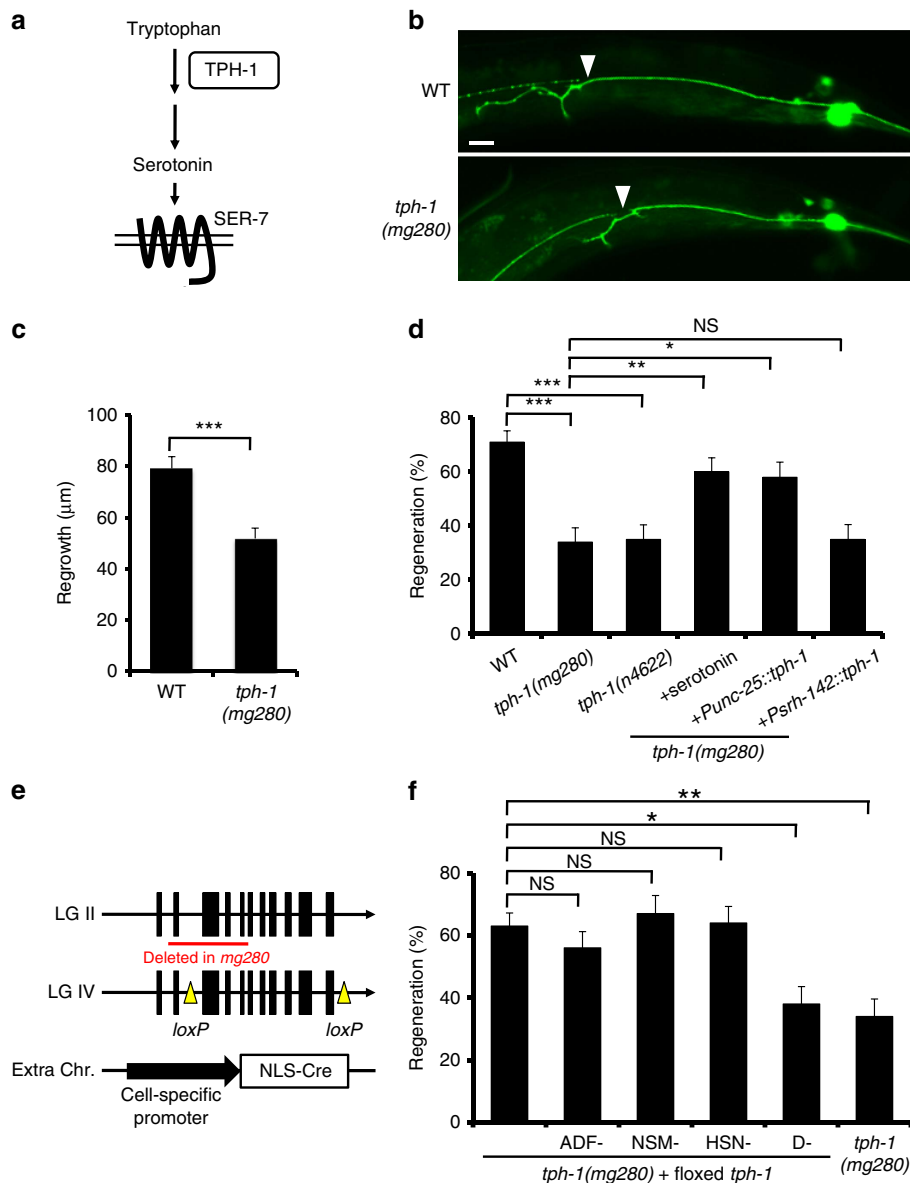 a
Tryptophan
TPH-1
Serotonin
SER-7
b
WT
tph-1
(mg280)
c
***
100
80
60
40
20
0
Regrowth (μm)
WT
tph-1
(mg280)
d
NS
*
**
***
***
80
60
40
20
0
Regeneration (%)
WT
tph-1(mg280)
tph-1(n4622)
+serotonin
+Punc-25::tph-1
+Psrh-142::tph-1
tph-1(mg280)
e
LG II
Deleted in mg280
LG IV
loxP
loxP
Extra Chr.
NLS-Cre
Cell-specific
promoter
f
**
*
NS
NS
NS
80
60
40
20
0
Regeneration (%)
ADF-
NSM-
HSN-
D-
tph-1
(mg280)
tph-1(mg280) + floxed tph-1